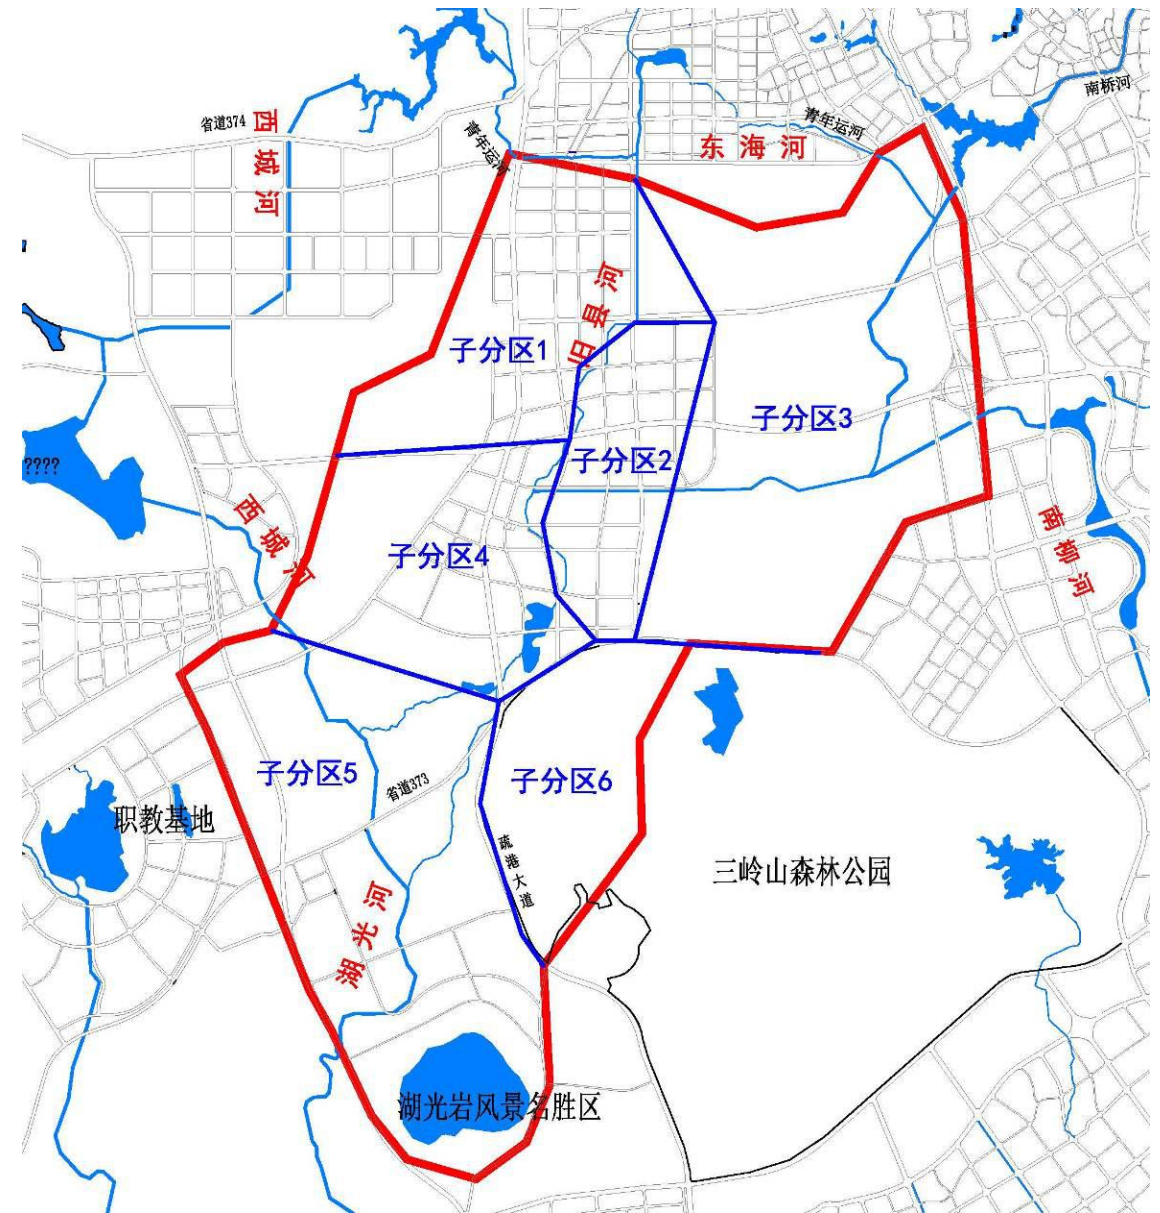 南桥河
省道374
西城河
青年运河
青年运河
东海河
旧县河
子分区1
子分区3
子分区2
????
西城河
南柳河
子分区4
子分区5
子分区6
省道373
职教基地
疏港大道
三岭山森林公园
湖光河
湖光岩风景名胜区